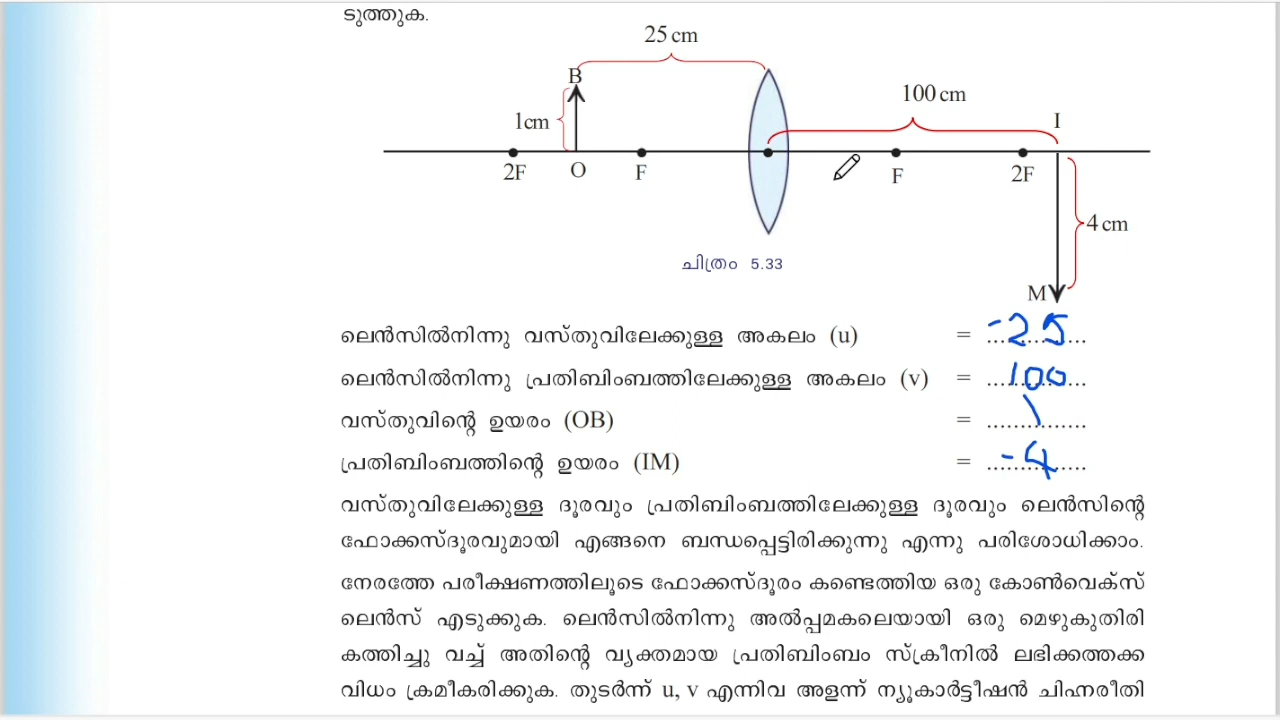 ടുത്തുക.
25 cm
B
100 cm
1cm
I
2F O F F 2F
4 cm
ചിത്രം 5.33
M
ലെൻസിൽനിന്നു വസ്തുവിലേക്കുള്ള അകലം (u) = -25
ലെൻസിൽനിന്നു പ്രതിബിംബത്തിലേക്കുള്ള അകലം (v) = 100
വസ്തുവിന്റെ ഉയരം (OB) = 1
പ്രതിബിംബത്തിന്റെ ഉയരം (IM) = -4
വസ്തുവിലേക്കുള്ള ദൂരവും പ്രതിബിംബത്തിലേക്കുള്ള ദൂരവും ലെൻസിന്റെ
ഫോക്കസ്ദൂരവുമായി എങ്ങനെ ബന്ധപ്പെട്ടിരിക്കുന്നു എന്നു പരിശോധിക്കാം.
നേരത്തേ പരീക്ഷണത്തിലൂടെ ഫോക്കസ്ദൂരം കണ്ടെത്തിയ ഒരു കോൺവെക്സ്
ലെൻസ് എടുക്കുക. ലെൻസിൽനിന്നു അൽപ്പമകലെയായി ഒരു മെഴുകുതിരി
കത്തിച്ചു വച്ച് അതിന്റെ വ്യക്തമായ പ്രതിബിംബം സ്ക്രീനിൽ ലഭിക്കത്തക്ക
വിധം ക്രമീകരിക്കുക. തുടർന്ന് u, v എന്നിവ അളന്ന് ന്യൂകാർട്ടീഷൻ ചിഹ്നരീതി